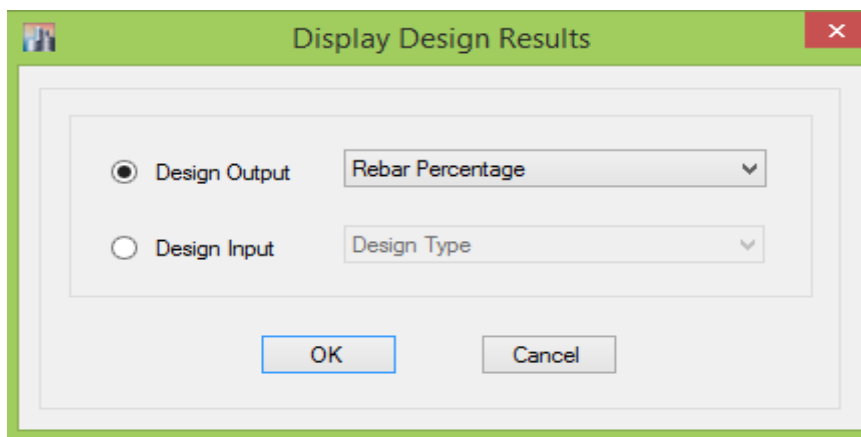 Display Design Results
Design Output Rebar Percentage
Design Input Design Type
OK Cancel